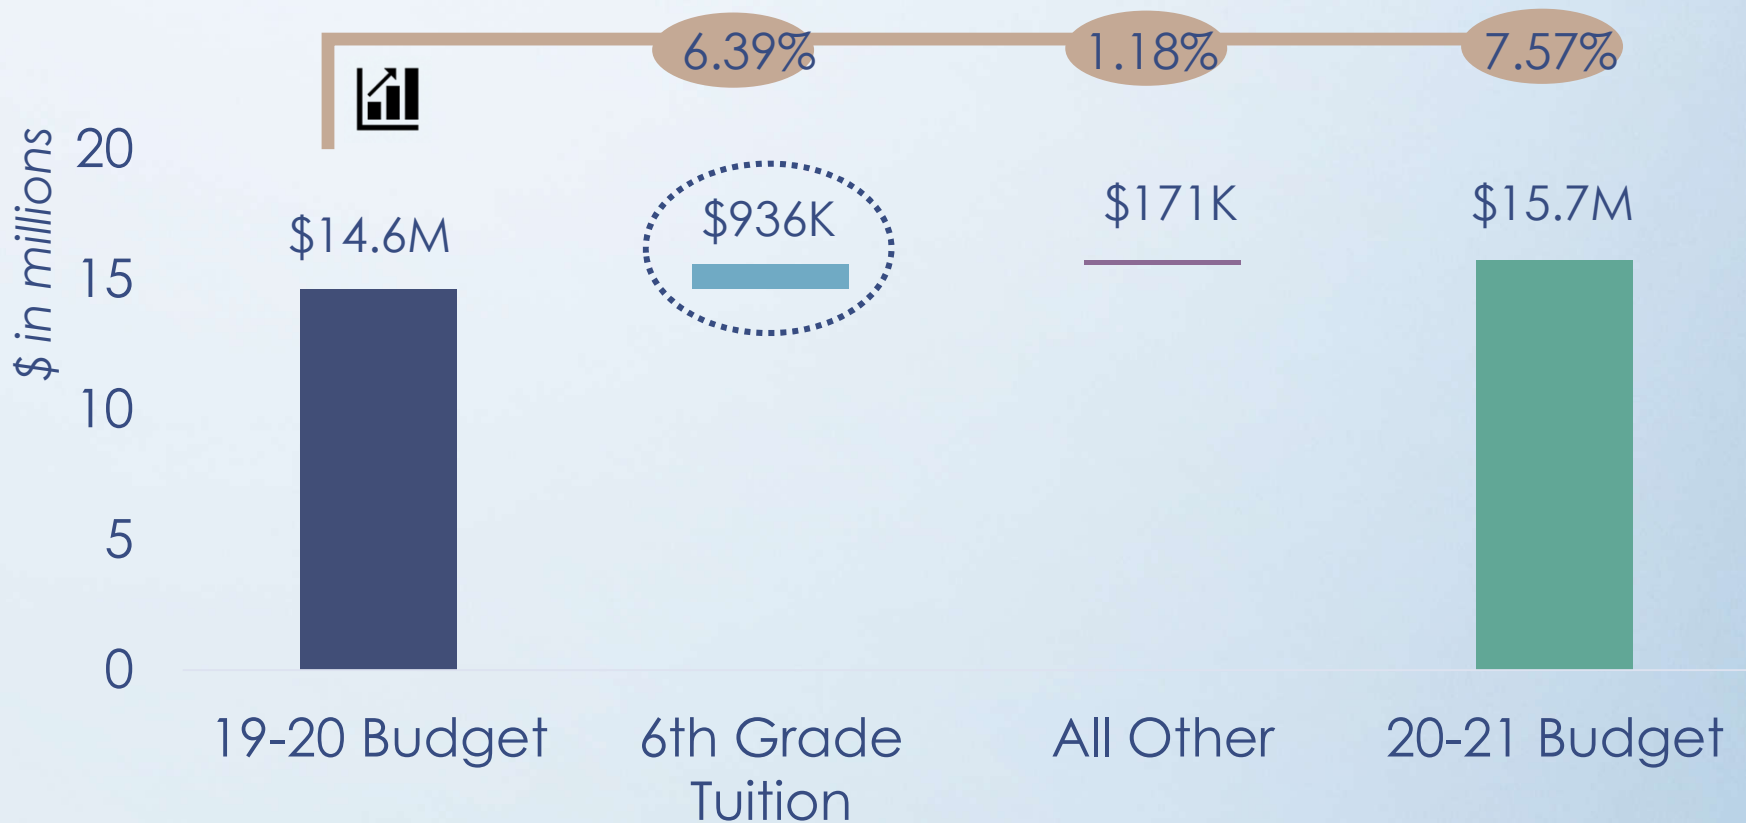 6.39%
1.18%
7.57%
$ in millions
20
15
10
5
0
$14.6M
$936K
$171K
$15.7M
19-20 Budget
6th Grade
Tuition
All Other
20-21 Budget